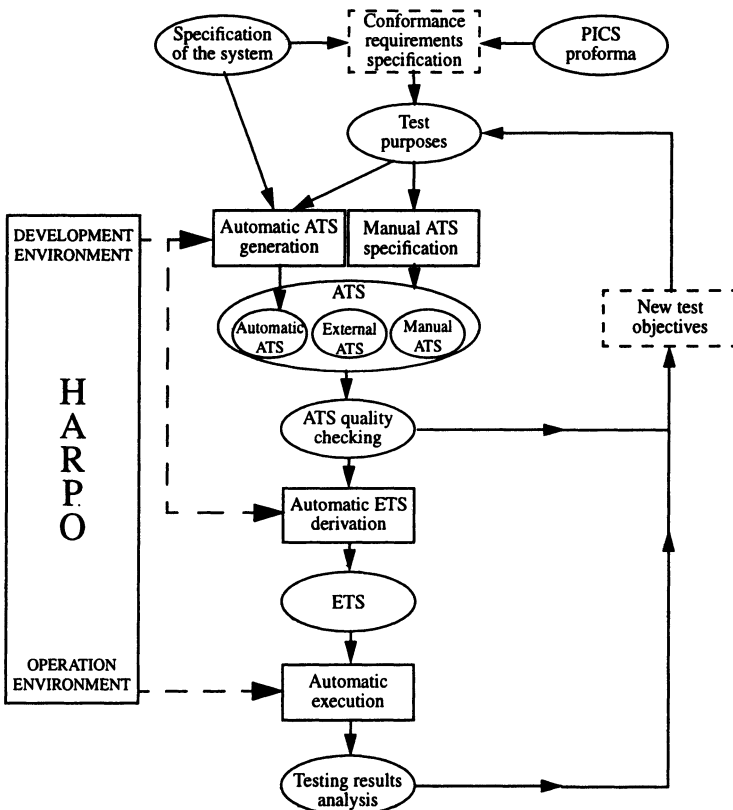 Specification
of the system
Conformance
requirements
specification
PICS
proforma
Test
purposes
DEVELOPMENT
ENVIRONMENT
Automatic ATS
generation
Manual ATS
specification
ATS
Automatic
ATS
External
ATS
Manual
ATS
New test
objectives
HARPO
ATS quality
checking
Automatic ETS
derivation
ETS
OPERATION
ENVIRONMENT
Automatic
execution
Testing results
analysis